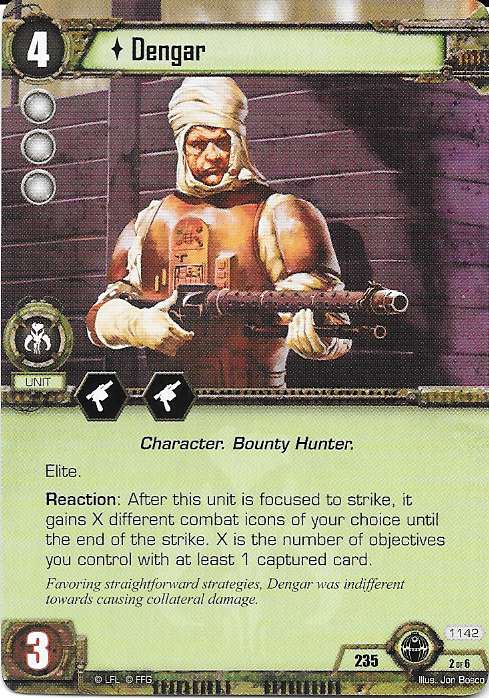 4
Dengar
UNIT
Character. Bounty Hunter.
Elite.
Reaction: After this unit is focused to strike, it
gains X different combat icons of your choice until
the end of the strike. X is the number of objectives
you control with at least 1 captured card.
Favoring straightforward strategies, Dengar was indifferent
towards causing collateral damage.
3
© LFL © FFG
235
1142
2 OF 6
Illus. Jon Bosco